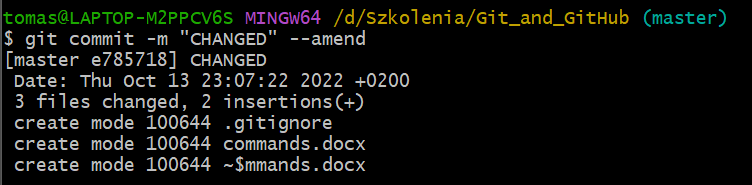 tomas@LAPTOP-M2PPCV6S MINGW64 /d/Szkolenia/Git_and_GitHub (master)
$ git commit -m "CHANGED" --amend
[master e785718] CHANGED
 Date: Thu Oct 13 23:07:22 2022 +0200
 3 files changed, 2 insertions(+)
 create mode 100644 .gitignore
 create mode 100644 commands.docx
 create mode 100644 ~$mmands.docx